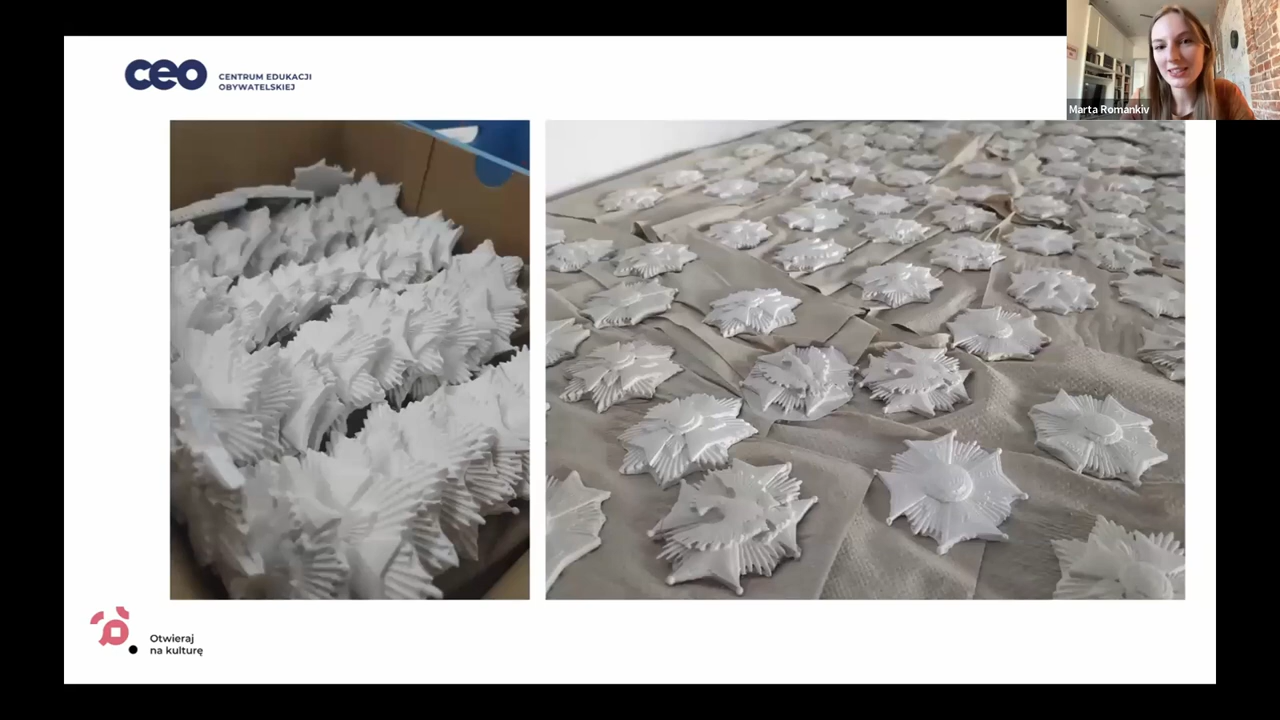 ceo
CENTRUM EDUKACJI
OBYWATELSKIEJ
Marta Romankiv
Otwieraj
na kulturę